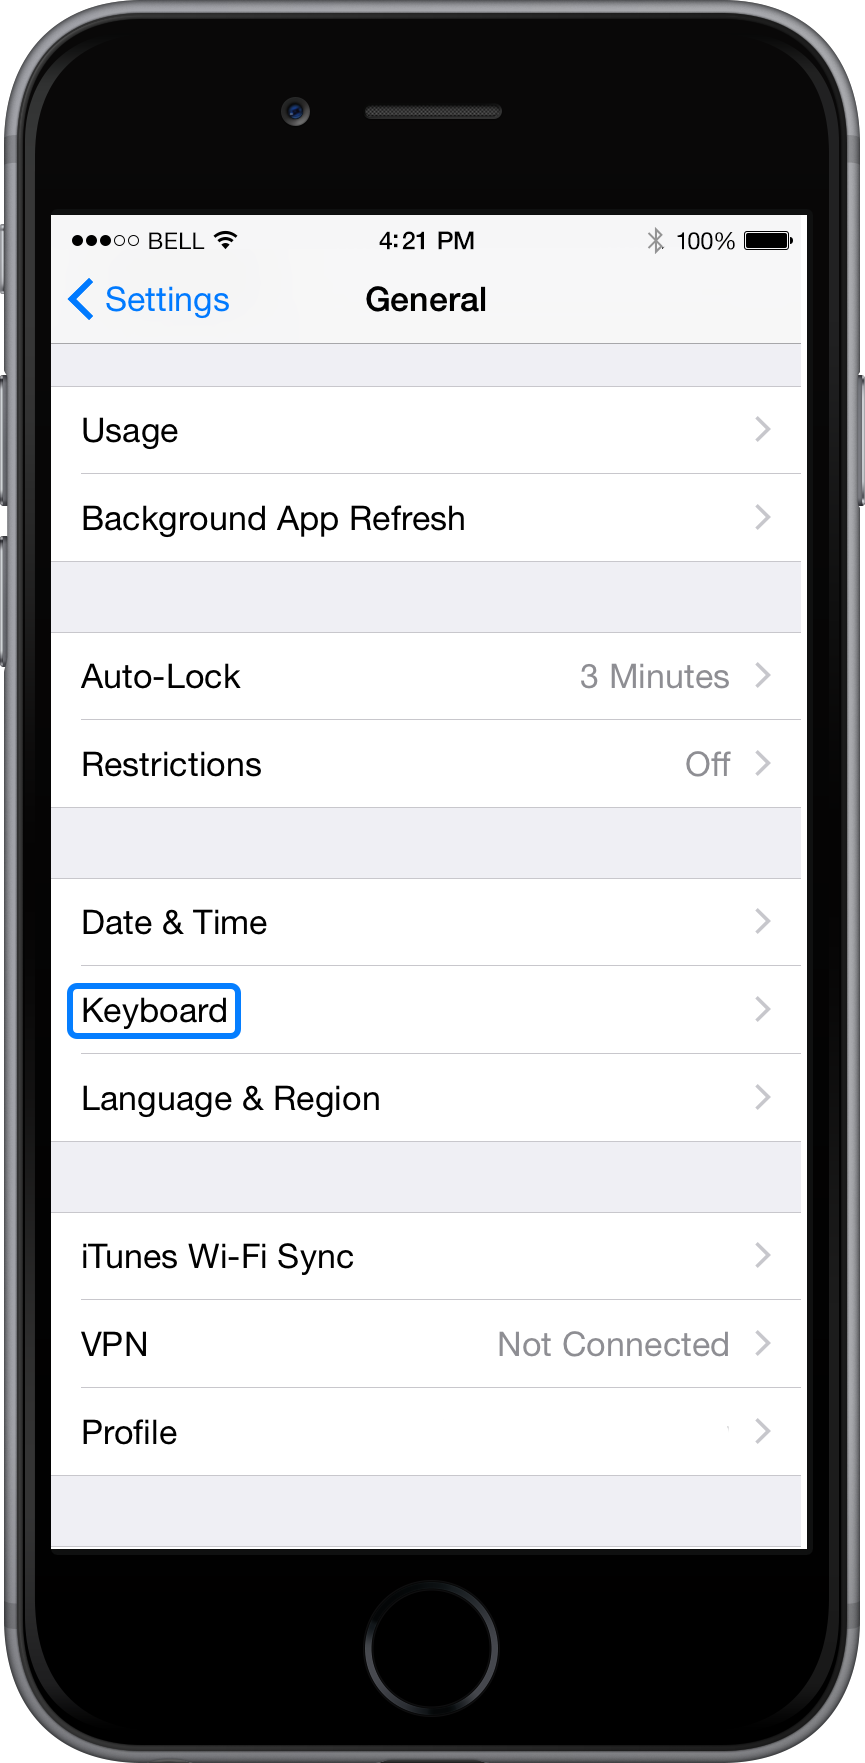 BELL 4:21 PM 100%
Settings General
Usage
Background App Refresh
Auto-Lock 3 Minutes
Restrictions Off
Date & Time
Keyboard
Language & Region
iTunes Wi-Fi Sync
VPN Not Connected
Profile